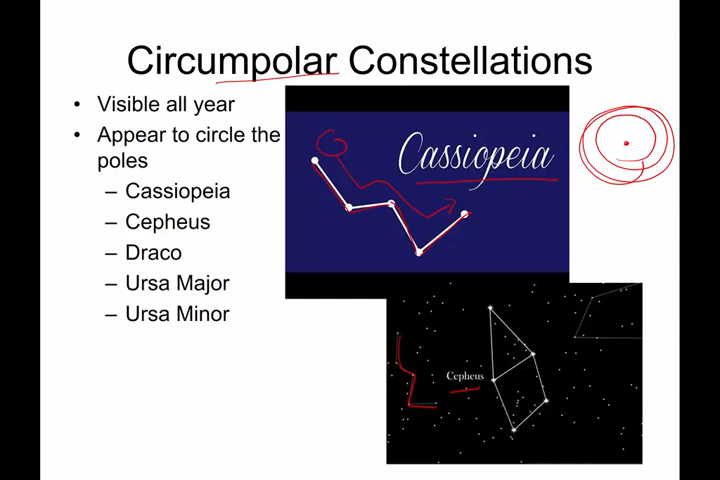 Circumpolar Constellations
• Visible all year
• Appear to circle the
poles
– Cassiopeia
– Cepheus
– Draco
– Ursa Major
– Ursa Minor
Cassiopeia
Cepheus